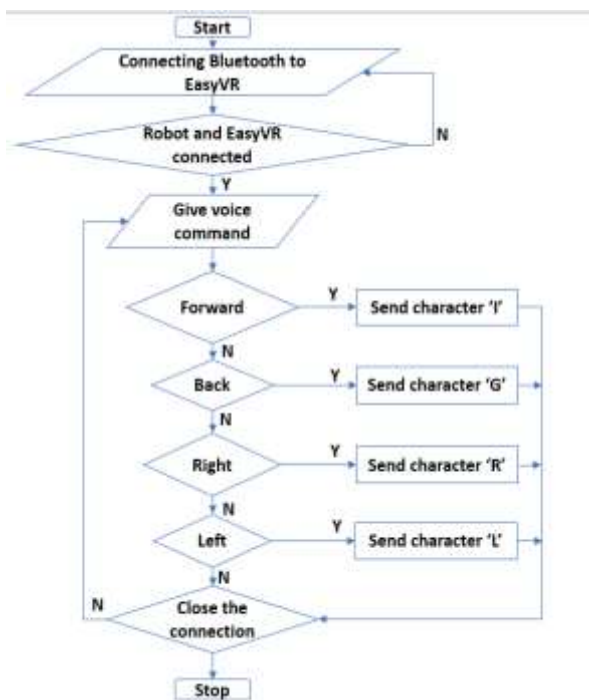 Start
Connecting Bluetooth to
EasyVR
Robot and EasyVR
connected
N
Y
Give voice
command
Forward
Y
Send character 'I'
N
Back
Y
Send character 'G'
N
Right
Y
Send character 'R'
N
Left
Y
Send character 'L'
N
Close the
connection
N
Stop